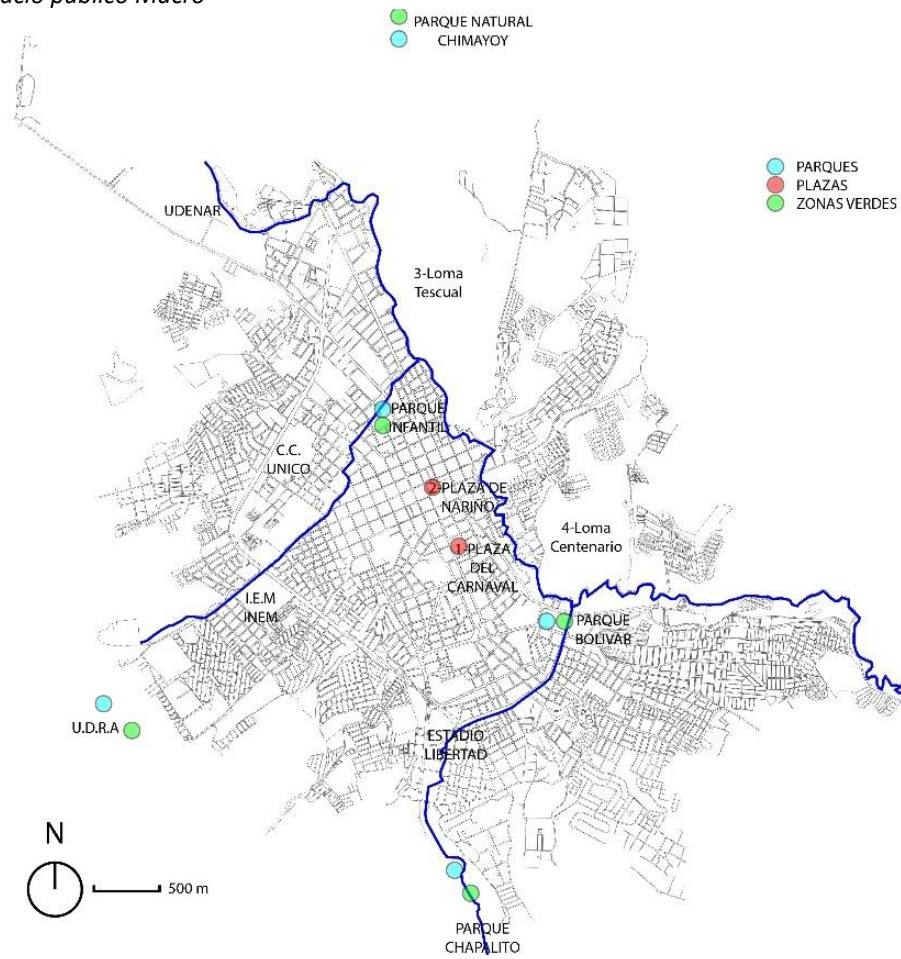 PARQUE NATURAL
CHIMAYOY
PARQUES
PLAZAS
ZONAS VERDES
UDENAR
3-Loma
Tescual
PARQUE
INFANTIL
C.C.
UNICO
2-PLAZA DE
NARIÑO
4-Loma
Centenario
1-PLAZA
DEL
CARNAVAL
I.E.M
INEM
PARQUE
BOLIVAR
U.D.R.A
ESTADIO
LIBERTAD
N
500 m
PARQUE
CHAPALITO